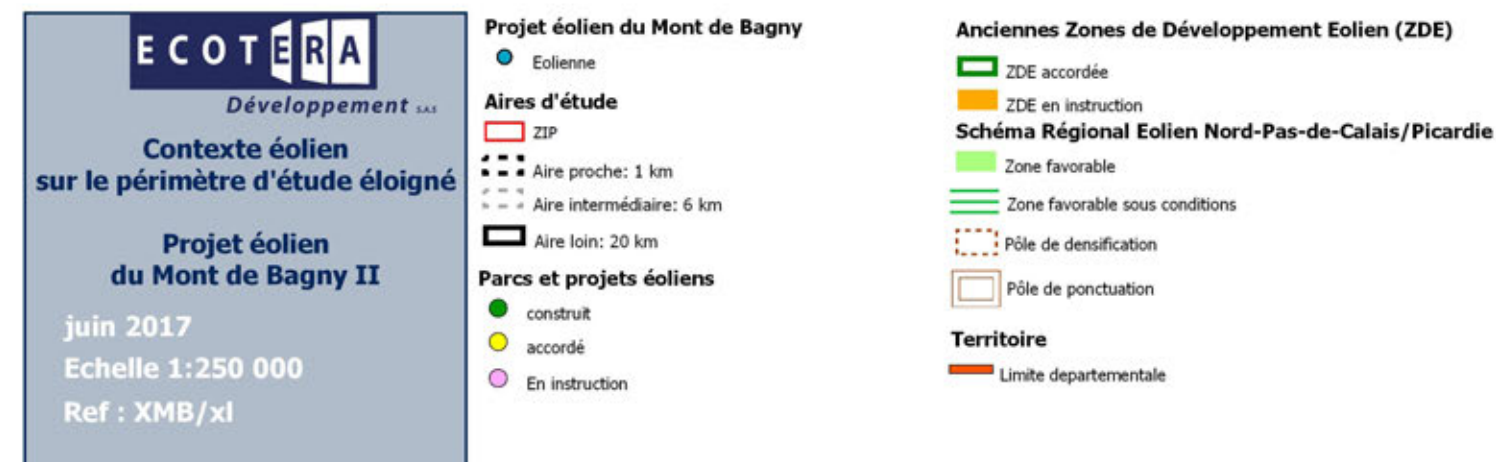 ECOTERA
Développement S.A.S
Contexte éolien
sur le périmètre d'étude éloigné
Projet éolien
du Mont de Bagny II
juin 2017
Echelle 1:250 000
Ref : XMB/xl
Projet éolien du Mont de Bagny
Eolienne
Aires d'étude
ZIP
Aire proche: 1 km
Aire intermédiaire: 6 km
Aire loin: 20 km
Parcs et projets éoliens
construit
accordé
En instruction
Anciennes Zones de Développement Eolien (ZDE)
ZDE accordée
ZDE en instruction
Schéma Régional Eolien Nord-Pas-de-Calais/Picardie
Zone favorable
Zone favorable sous conditions
Pôle de densification
Pôle de ponctuation
Territoire
Limite departementale